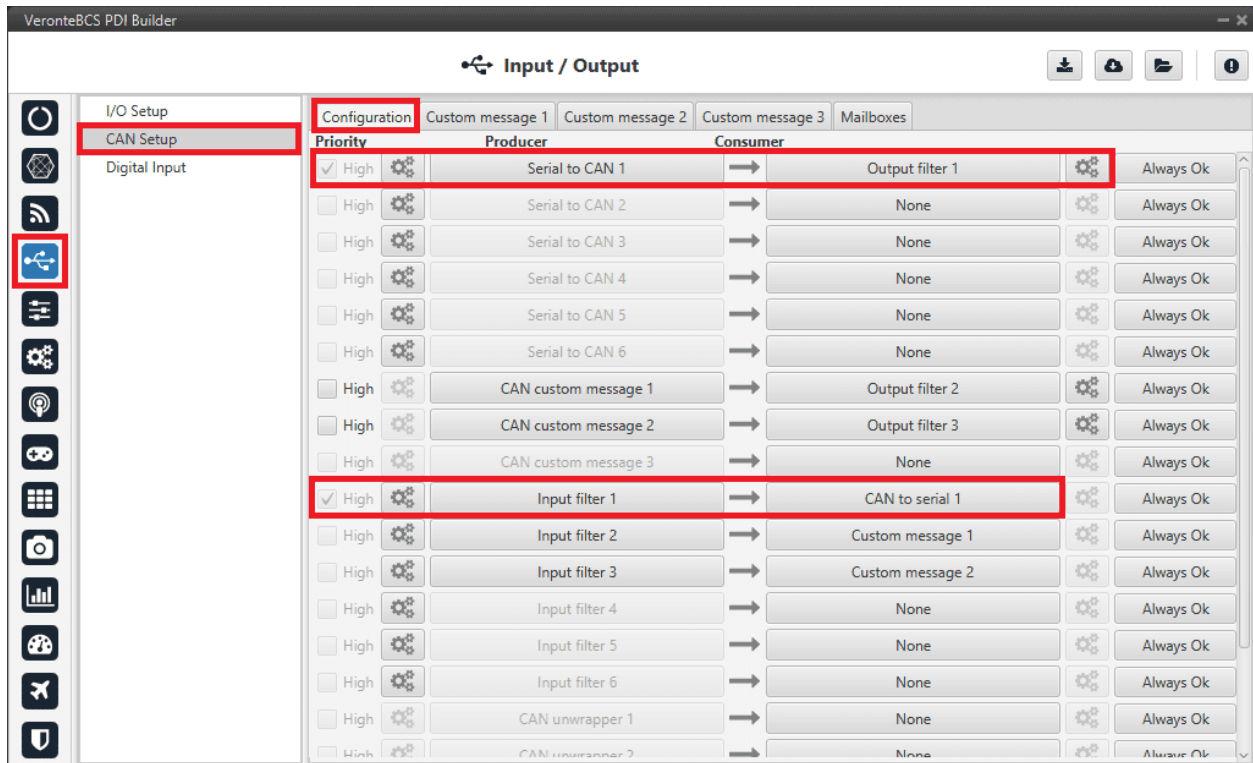 VeronteBCS PDI Builder
Input / Output
I/O Setup
CAN Setup
Digital Input
Configuration Custom message 1 Custom message 2 Custom message 3 Mailboxes
Priority Producer Consumer
High Serial to CAN 1 Output filter 1 Always Ok
High Serial to CAN 2 None Always Ok
High Serial to CAN 3 None Always Ok
High Serial to CAN 4 None Always Ok
High Serial to CAN 5 None Always Ok
High Serial to CAN 6 None Always Ok
High CAN custom message 1 Output filter 2 Always Ok
High CAN custom message 2 Output filter 3 Always Ok
High CAN custom message 3 None Always Ok
High Input filter 1 CAN to serial 1 Always Ok
High Input filter 2 Custom message 1 Always Ok
High Input filter 3 Custom message 2 Always Ok
High Input filter 4 None Always Ok
High Input filter 5 None Always Ok
High Input filter 6 None Always Ok
High CAN unwrapper 1 None Always Ok
High CAN unwrapper 2 None Always Ok